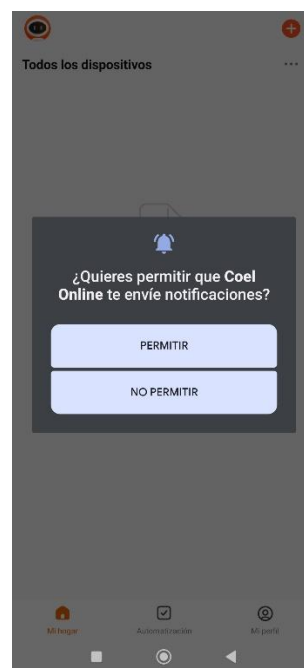 Todos los dispositivos
¿Quieres permitir que Coel
Online te envíe notificaciones?
PERMITIR
NO PERMITIR
Mi hogar
Automatización
Mi perfil